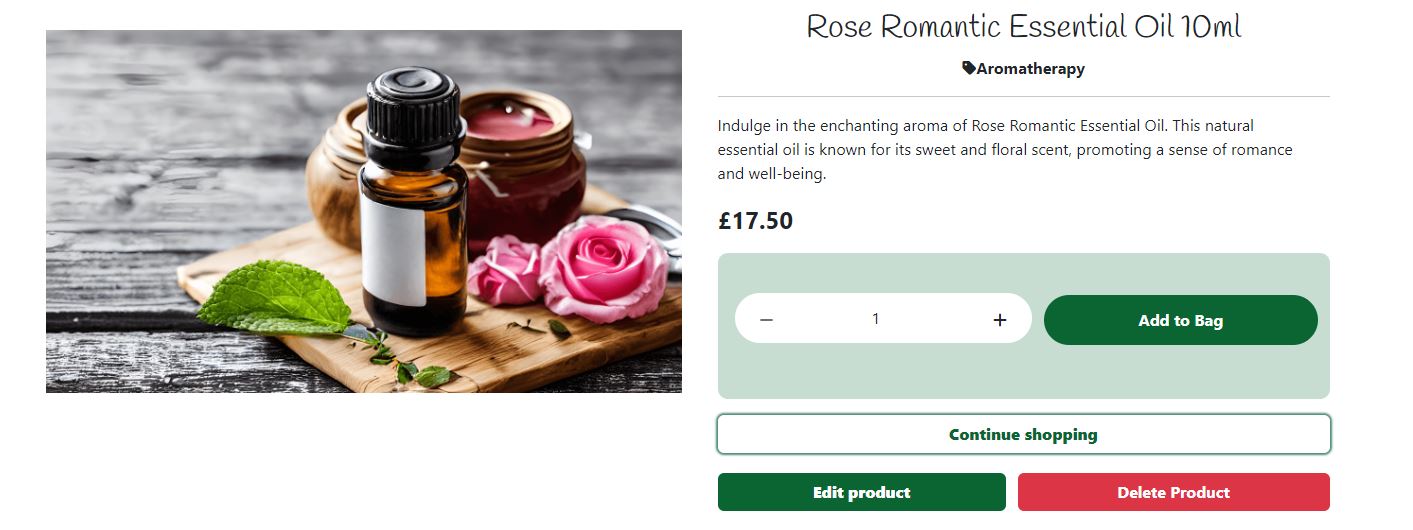 Rose Romantic Essential Oil 10ml
Aromatherapy
Indulge in the enchanting aroma of Rose Romantic Essential Oil. This natural
essential oil is known for its sweet and floral scent, promoting a sense of romance
and well-being.
£17.50
− 1 +
Add to Bag
Continue shopping
Edit product
Delete Product